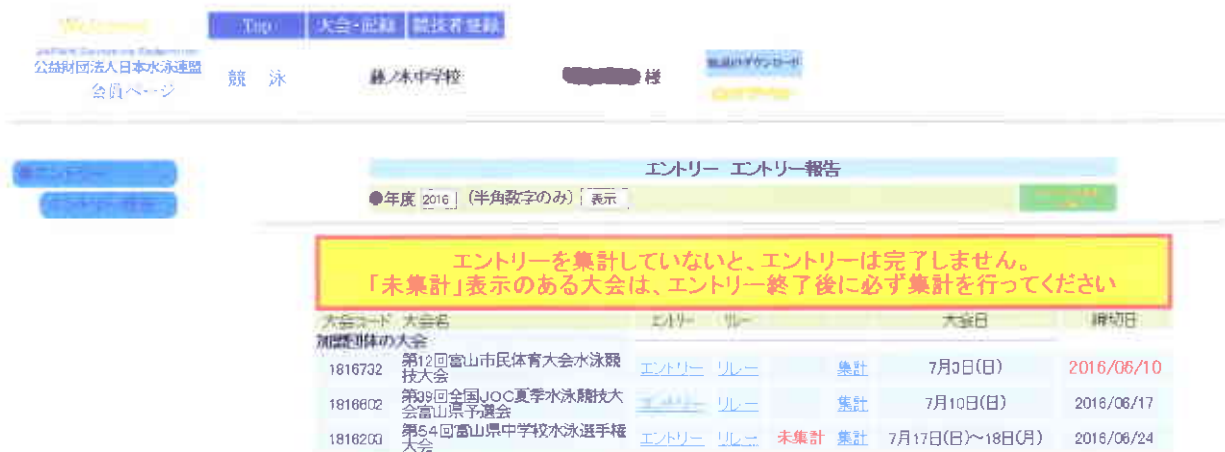 Welcome
Top 大会・記録 競技者登録
公益財団法人日本水泳連盟
会員ページ
競 泳
藤ノ木中学校
様
エントリー エントリー報告
●年度 2016 (半角数字のみ) 表示
エントリーを集計していないと、エントリーは完了しません。
「未集計」表示のある大会は、エントリー終了後に必ず集計を行ってください
大会コード 大会名 エントリー リレー 大会日 締切日
加盟団体の大会
1816732 第12回富山市民体育大会水泳競技大会 エントリー リレー 集計 7月3日(日) 2016/06/10
1816602 第39回全国JOC夏季水泳競技大会富山県予選会 エントリー リレー 集計 7月10日(日) 2016/06/17
1816203 第54回富山県中学校水泳選手権大会 エントリー リレー 未集計 集計 7月17日(日)~18日(月) 2016/06/24